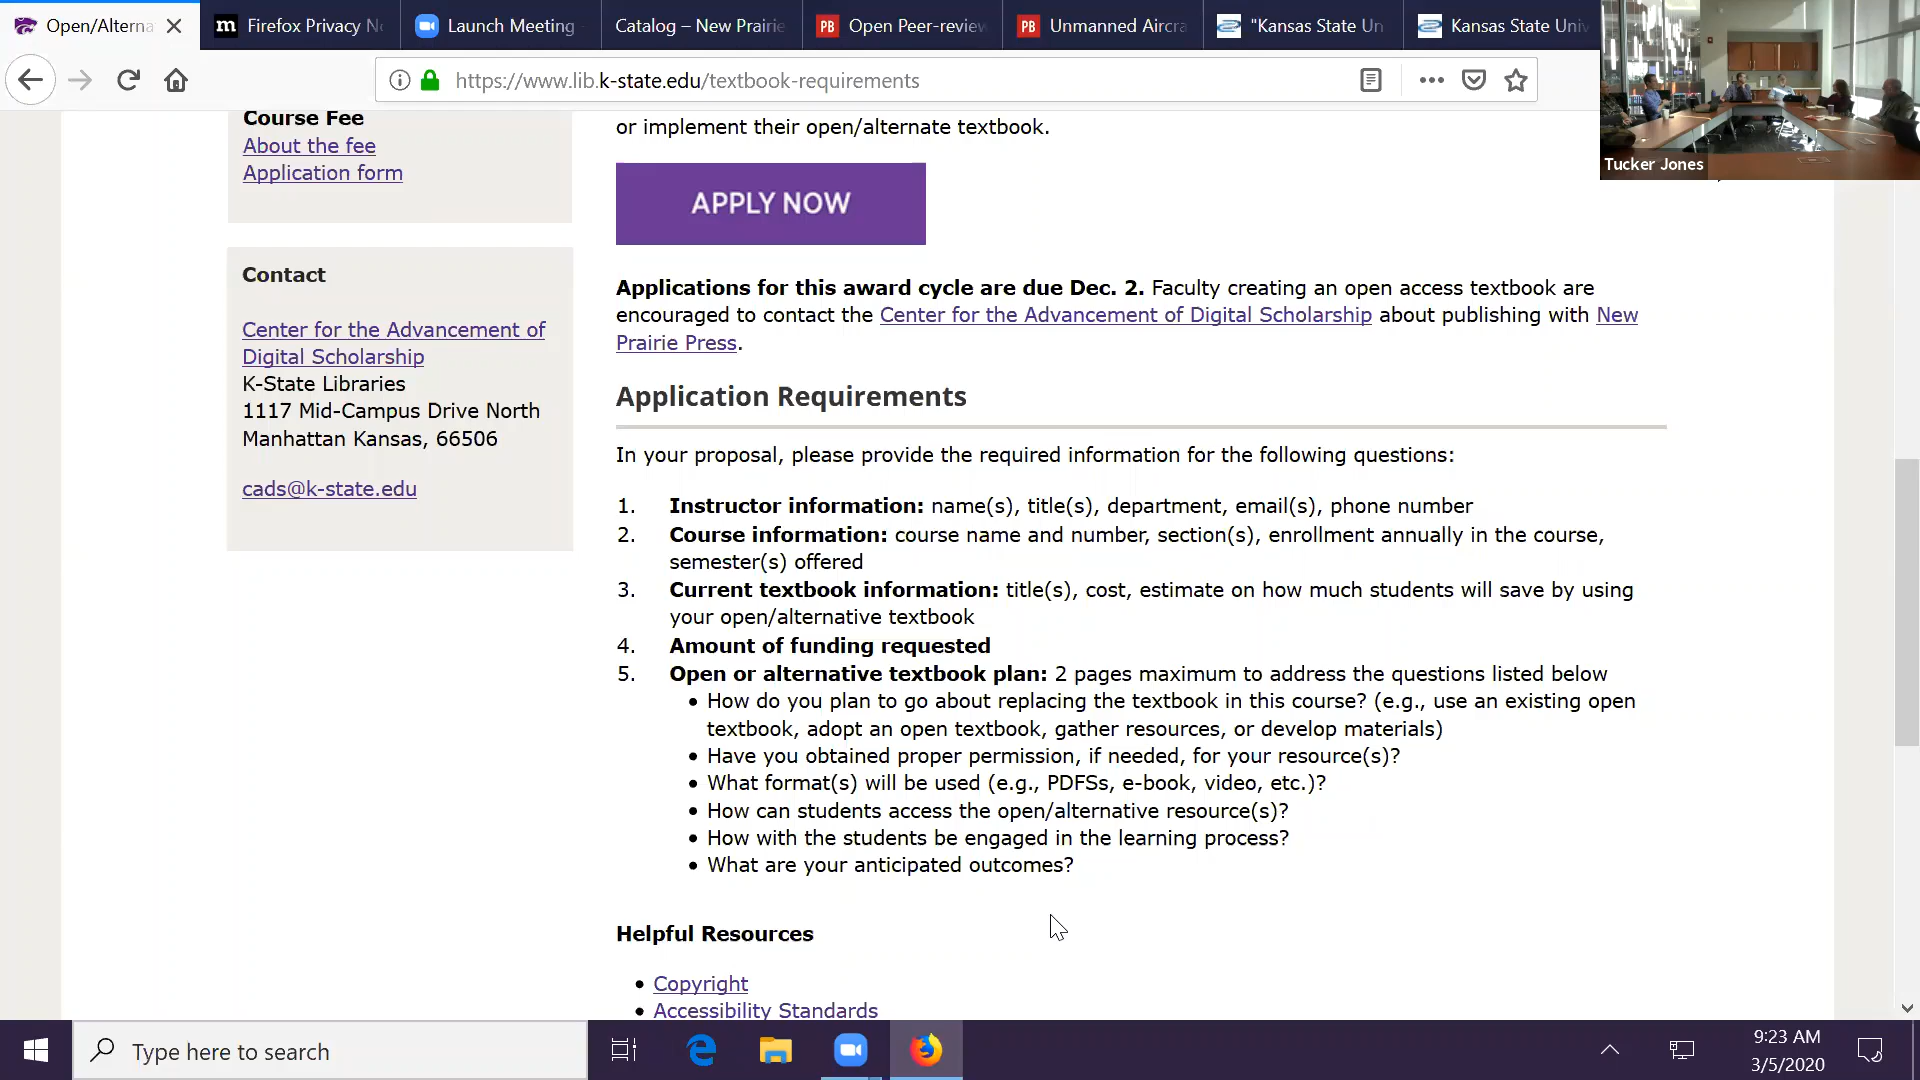 Open/Alterna
Firefox Privacy No
Launch Meeting
Catalog – New Prairie
Open Peer-review
Unmanned Aircra
"Kansas State Un
Kansas State Univ
https://www.lib.k-state.edu/textbook-requirements
Tucker Jones
Course Fee
About the fee
Application form
Contact
Center for the Advancement of
Digital Scholarship
K-State Libraries
1117 Mid-Campus Drive North
Manhattan Kansas, 66506
cads@k-state.edu
or implement their open/alternate textbook.
APPLY NOW
Applications for this award cycle are due Dec. 2. Faculty creating an open access textbook are
encouraged to contact the Center for the Advancement of Digital Scholarship about publishing with New
Prairie Press.
Application Requirements
In your proposal, please provide the required information for the following questions:
1. Instructor information: name(s), title(s), department, email(s), phone number
2. Course information: course name and number, section(s), enrollment annually in the course,
semester(s) offered
3. Current textbook information: title(s), cost, estimate on how much students will save by using
your open/alternative textbook
4. Amount of funding requested
5. Open or alternative textbook plan: 2 pages maximum to address the questions listed below
• How do you plan to go about replacing the textbook in this course? (e.g., use an existing open
textbook, adopt an open textbook, gather resources, or develop materials)
• Have you obtained proper permission, if needed, for your resource(s)?
• What format(s) will be used (e.g., PDFSs, e-book, video, etc.)?
• How can students access the open/alternative resource(s)?
• How with the students be engaged in the learning process?
• What are your anticipated outcomes?
Helpful Resources
• Copyright
• Accessibility Standards
Type here to search
9:23 AM
3/5/2020